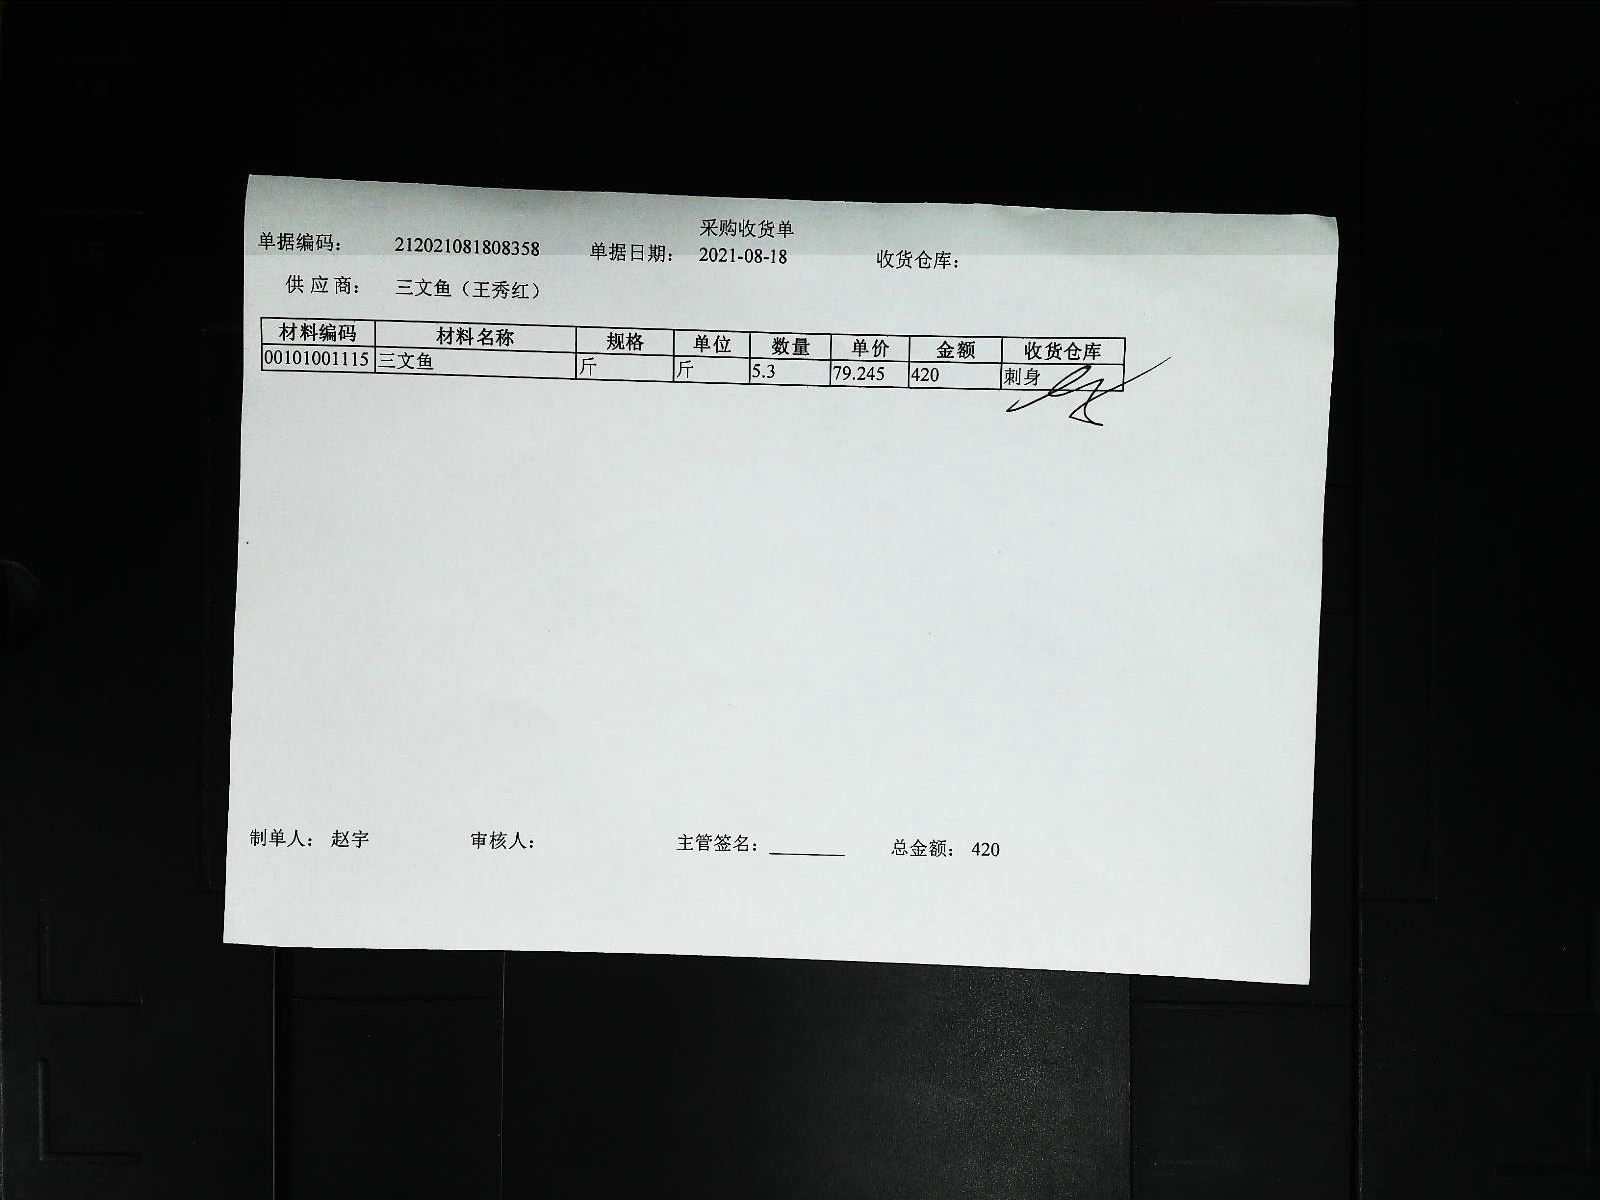 采购收货单
单据编码： 212021081808358 单据日期： 2021-08-18 收货仓库：
供应商： 三文鱼（王秀红）
材料编码 材料名称 规格 单位 数量 单价 金额 收货仓库
00101001115 三文鱼 斤 斤 5.3 79.245 420 刺身
制单人： 赵宇 审核人： 主管签名： 总金额： 420